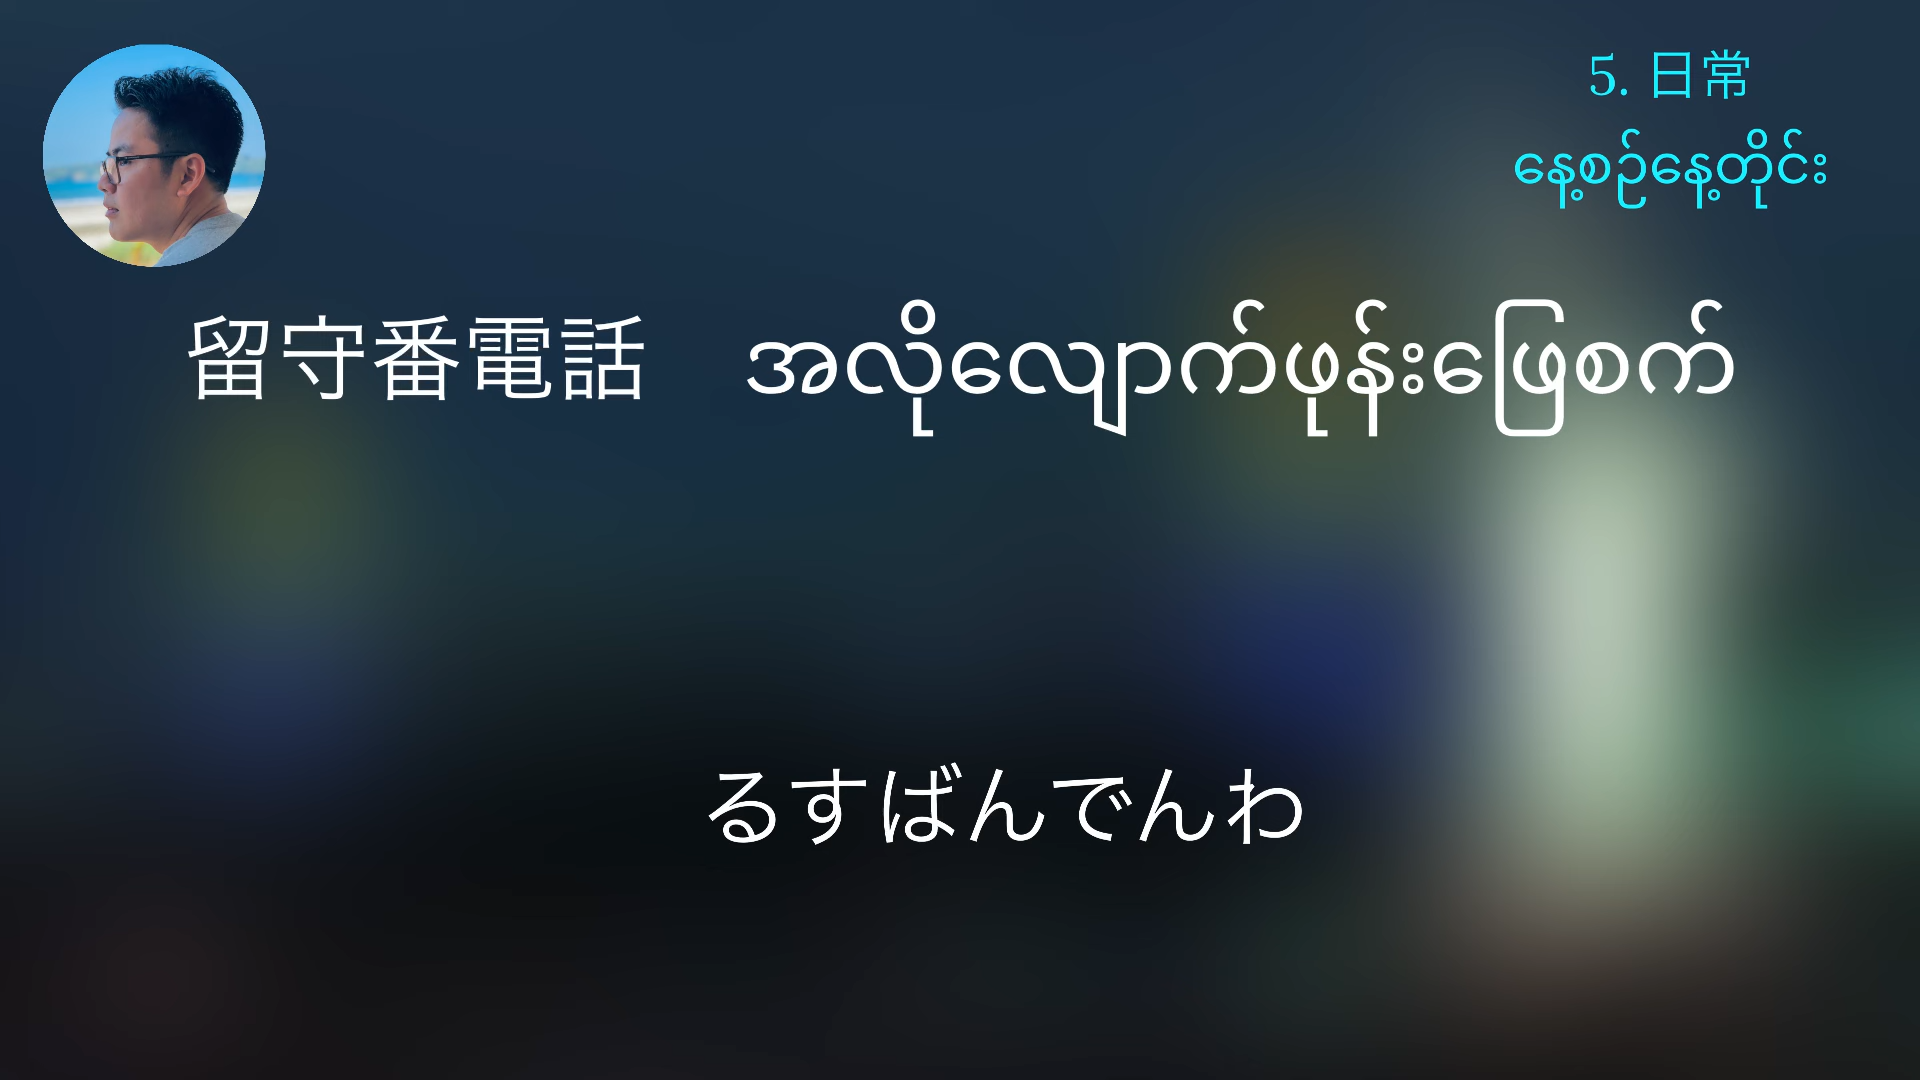 5. 日常
နေ့စဉ်နေ့တိုင်း
留守番電話 အလိုလျောက်ဖုန်းဖြေစက်
るすばんでんわ